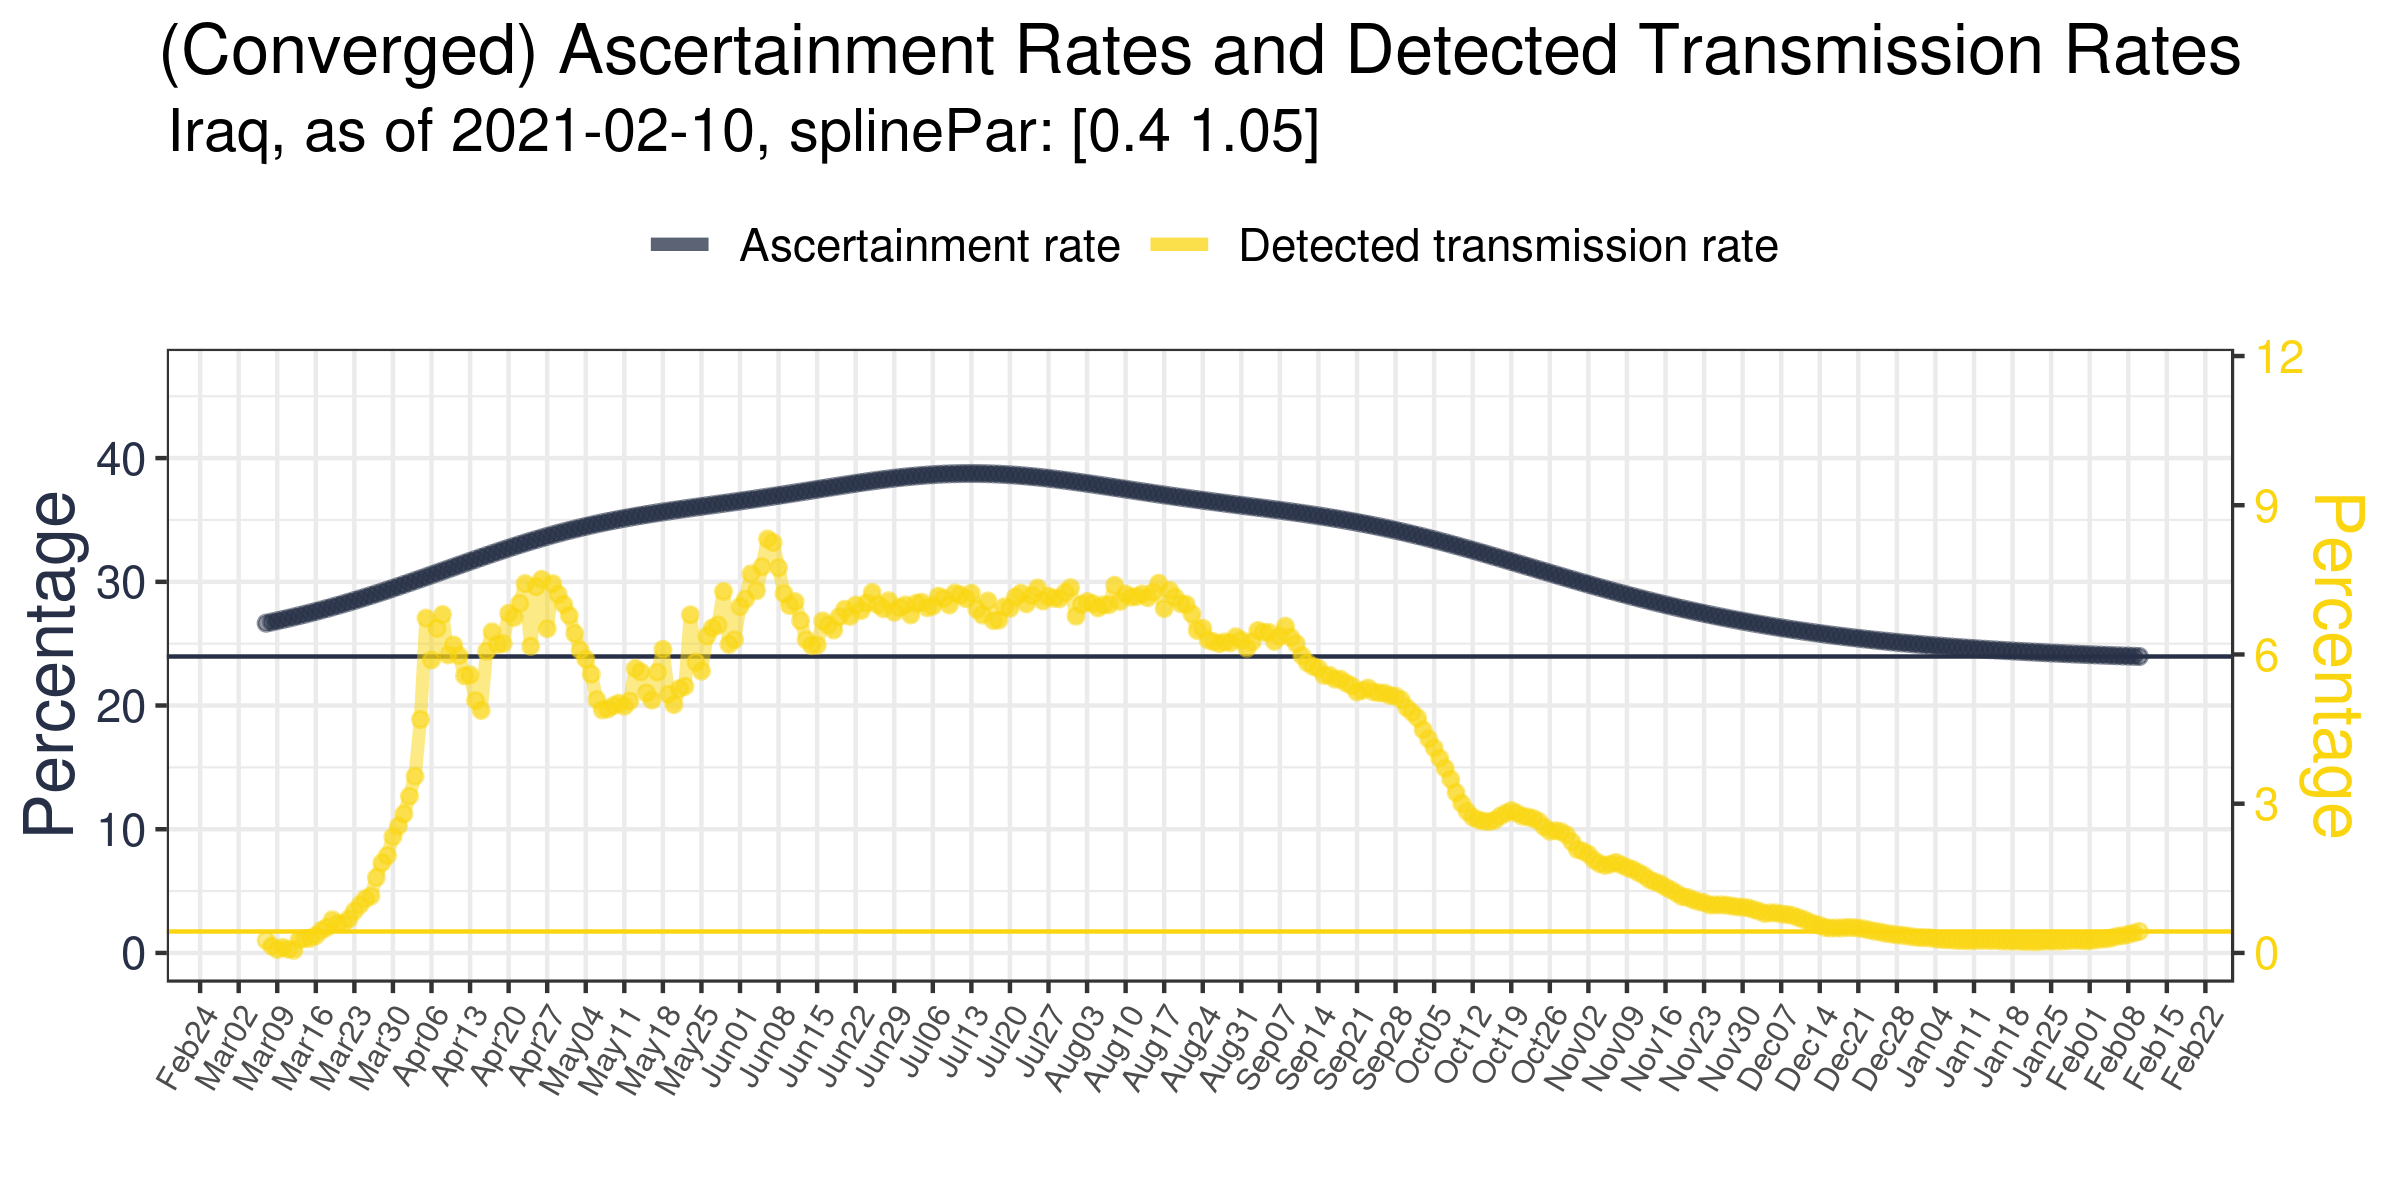 (Converged) Ascertainment Rates and Detected Transmission Rates
Iraq, as of 2021-02-10, splinePar: [0.4 1.05]
Ascertainment rate Detected transmission rate
Percentage
40
30
20
10
0
12
9
6
3
0
Percentage
Feb24 Mar02 Mar09 Mar16 Mar23 Mar30 Apr06 Apr13 Apr20 Apr27 May04 May11 May18 May25 Jun01 Jun08 Jun15 Jun22 Jun29 Jul06 Jul13 Jul20 Jul27 Aug03 Aug10 Aug17 Aug24 Aug31 Sep07 Sep14 Sep21 Sep28 Oct05 Oct12 Oct19 Oct26 Nov02 Nov09 Nov16 Nov23 Nov30 Dec07 Dec14 Dec21 Dec28 Jan04 Jan11 Jan18 Jan25 Feb01 Feb08 Feb15 Feb22